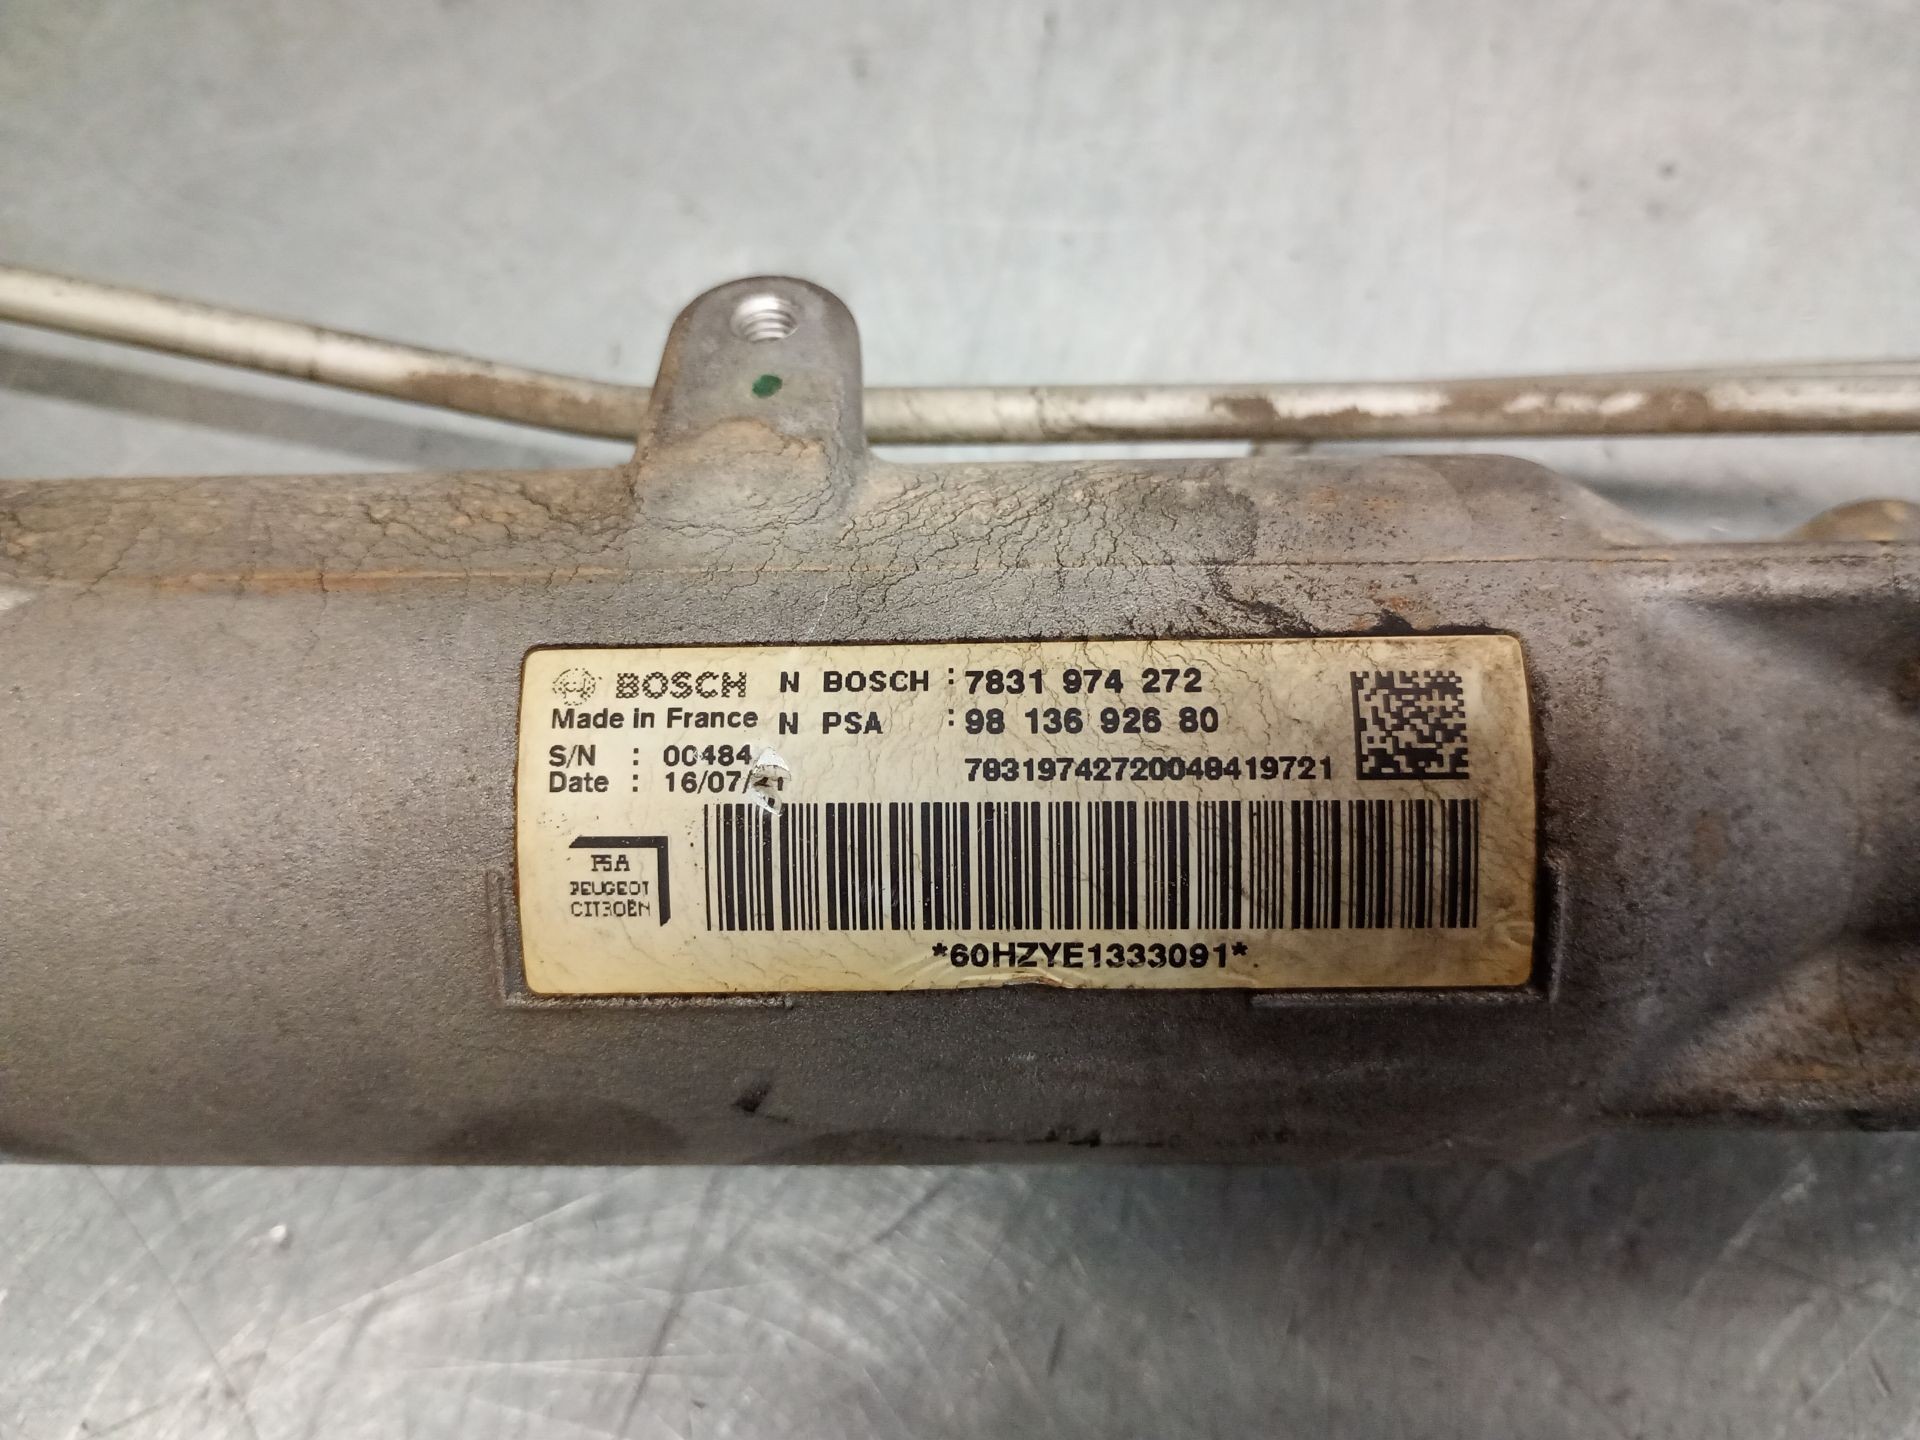 BOSCH N BOSCH : 7831 974 272
Made in France N PSA : 98 136 926 80
S/N : 00484
Date : 16/07/21
78319742720048419721
PSA
PEUGEOT
CITROËN
*60HZYE1333091*